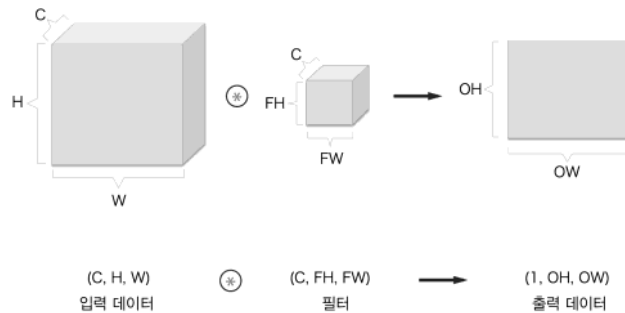 C
H
W
C
FH
FW
OH
OW
(C, H, W)
(C, FH, FW)
(1, OH, OW)
입력 데이터
필터
출력 데이터